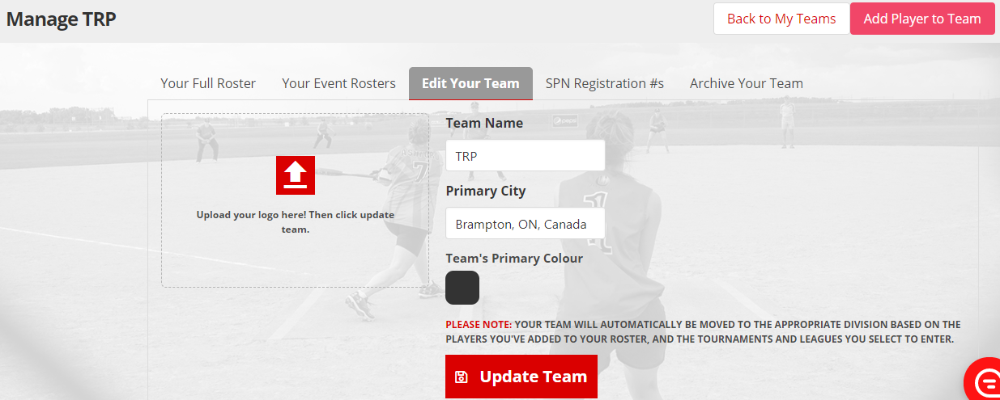 Manage TRP
Back to My Teams
Add Player to Team
Your Full Roster
Your Event Rosters
Edit Your Team
SPN Registration #s
Archive Your Team
Upload your logo here! Then click update
team.
Team Name
TRP
Primary City
Brampton, ON, Canada
Team's Primary Colour
PLEASE NOTE: YOUR TEAM WILL AUTOMATICALLY BE MOVED TO THE APPROPRIATE DIVISION BASED ON THE
PLAYERS YOU'VE ADDED TO YOUR ROSTER, AND THE TOURNAMENTS AND LEAGUES YOU SELECT TO ENTER.
Update Team
pepsi
7
1
1